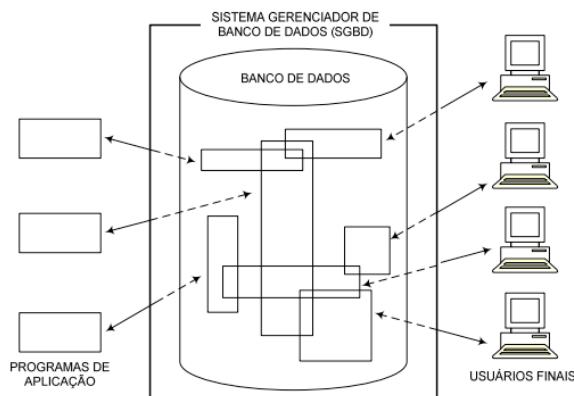 SISTEMA GERENCIADOR DE
BANCO DE DADOS (SGBD)
BANCO DE DADOS
PROGRAMAS DE
APLICAÇÃO
USUÁRIOS FINAIS